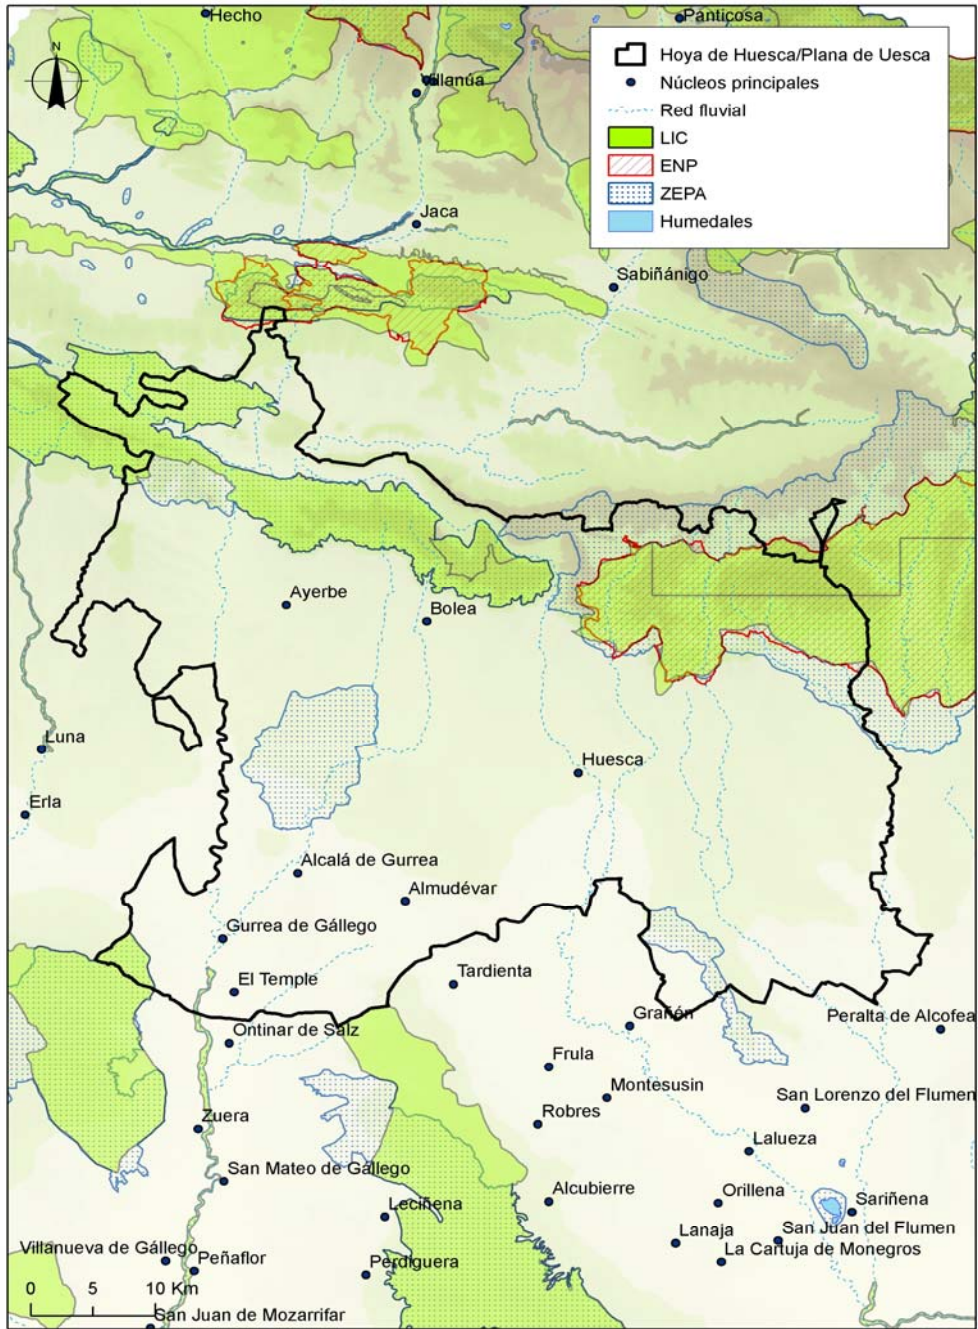 Hecho
Panticosa
N
Hoya de Huesca/Plana de Uesca
Núcleos principales
Red fluvial
LIC
ENP
ZEPA
Humedales
Jaca
Sabiñánigo
Ayerbe
Bolea
Luna
Huesca
Erla
Alcalá de Gurrea
Almudévar
Gurrea de Gállego
Tardienta
El Temple
Ontinar de Salz
Grañén
Peralta de Alcofea
Frula
Montesusin
San Lorenzo del Flumen
Robres
Zuera
Lalueza
San Mateo de Gállego
Alcubierre
Orillena
Sariñena
Leciñena
Lanaja
San Juan del Flumen
La Cartuja de Monegros
Villanueva de Gállego
Peñaflor
Perdiguera
0 5 10 Km
San Juan de Mozarrifar